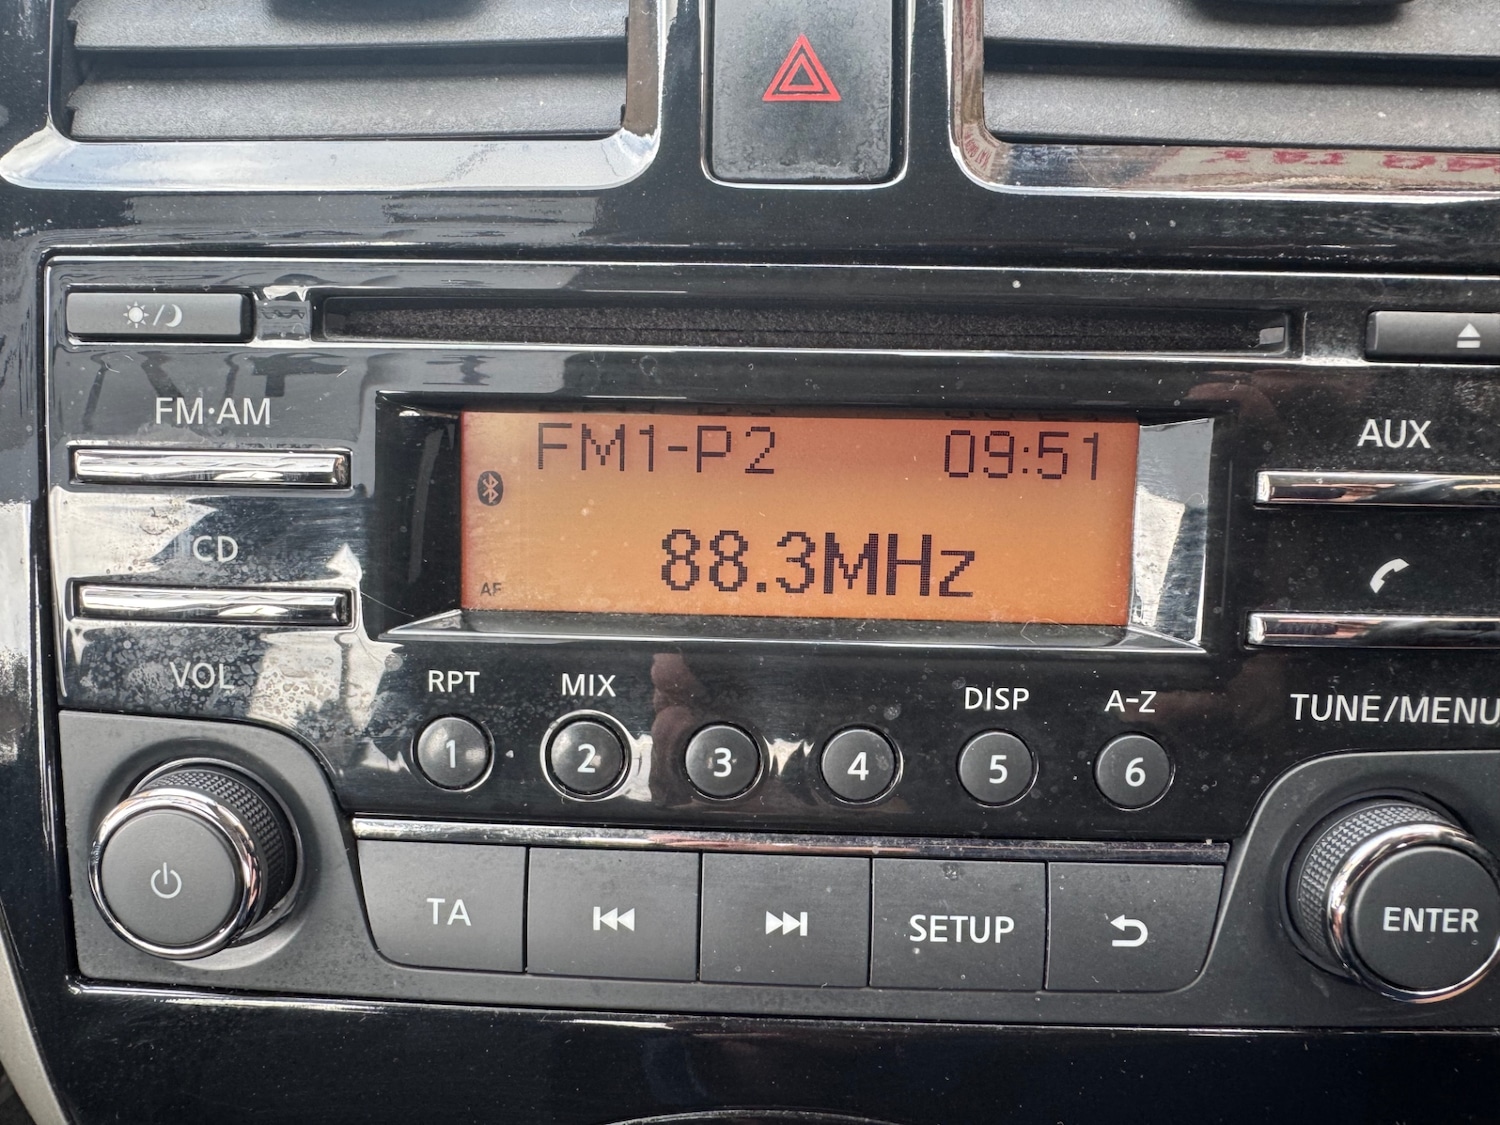 FM·AM
FM1-P2 09:51
AUX
CD
88.3MHz
AF
VOL
RPT MIX DISP A-Z
TUNE/MENU
1 2 3 4 5 6
TA SETUP
ENTER